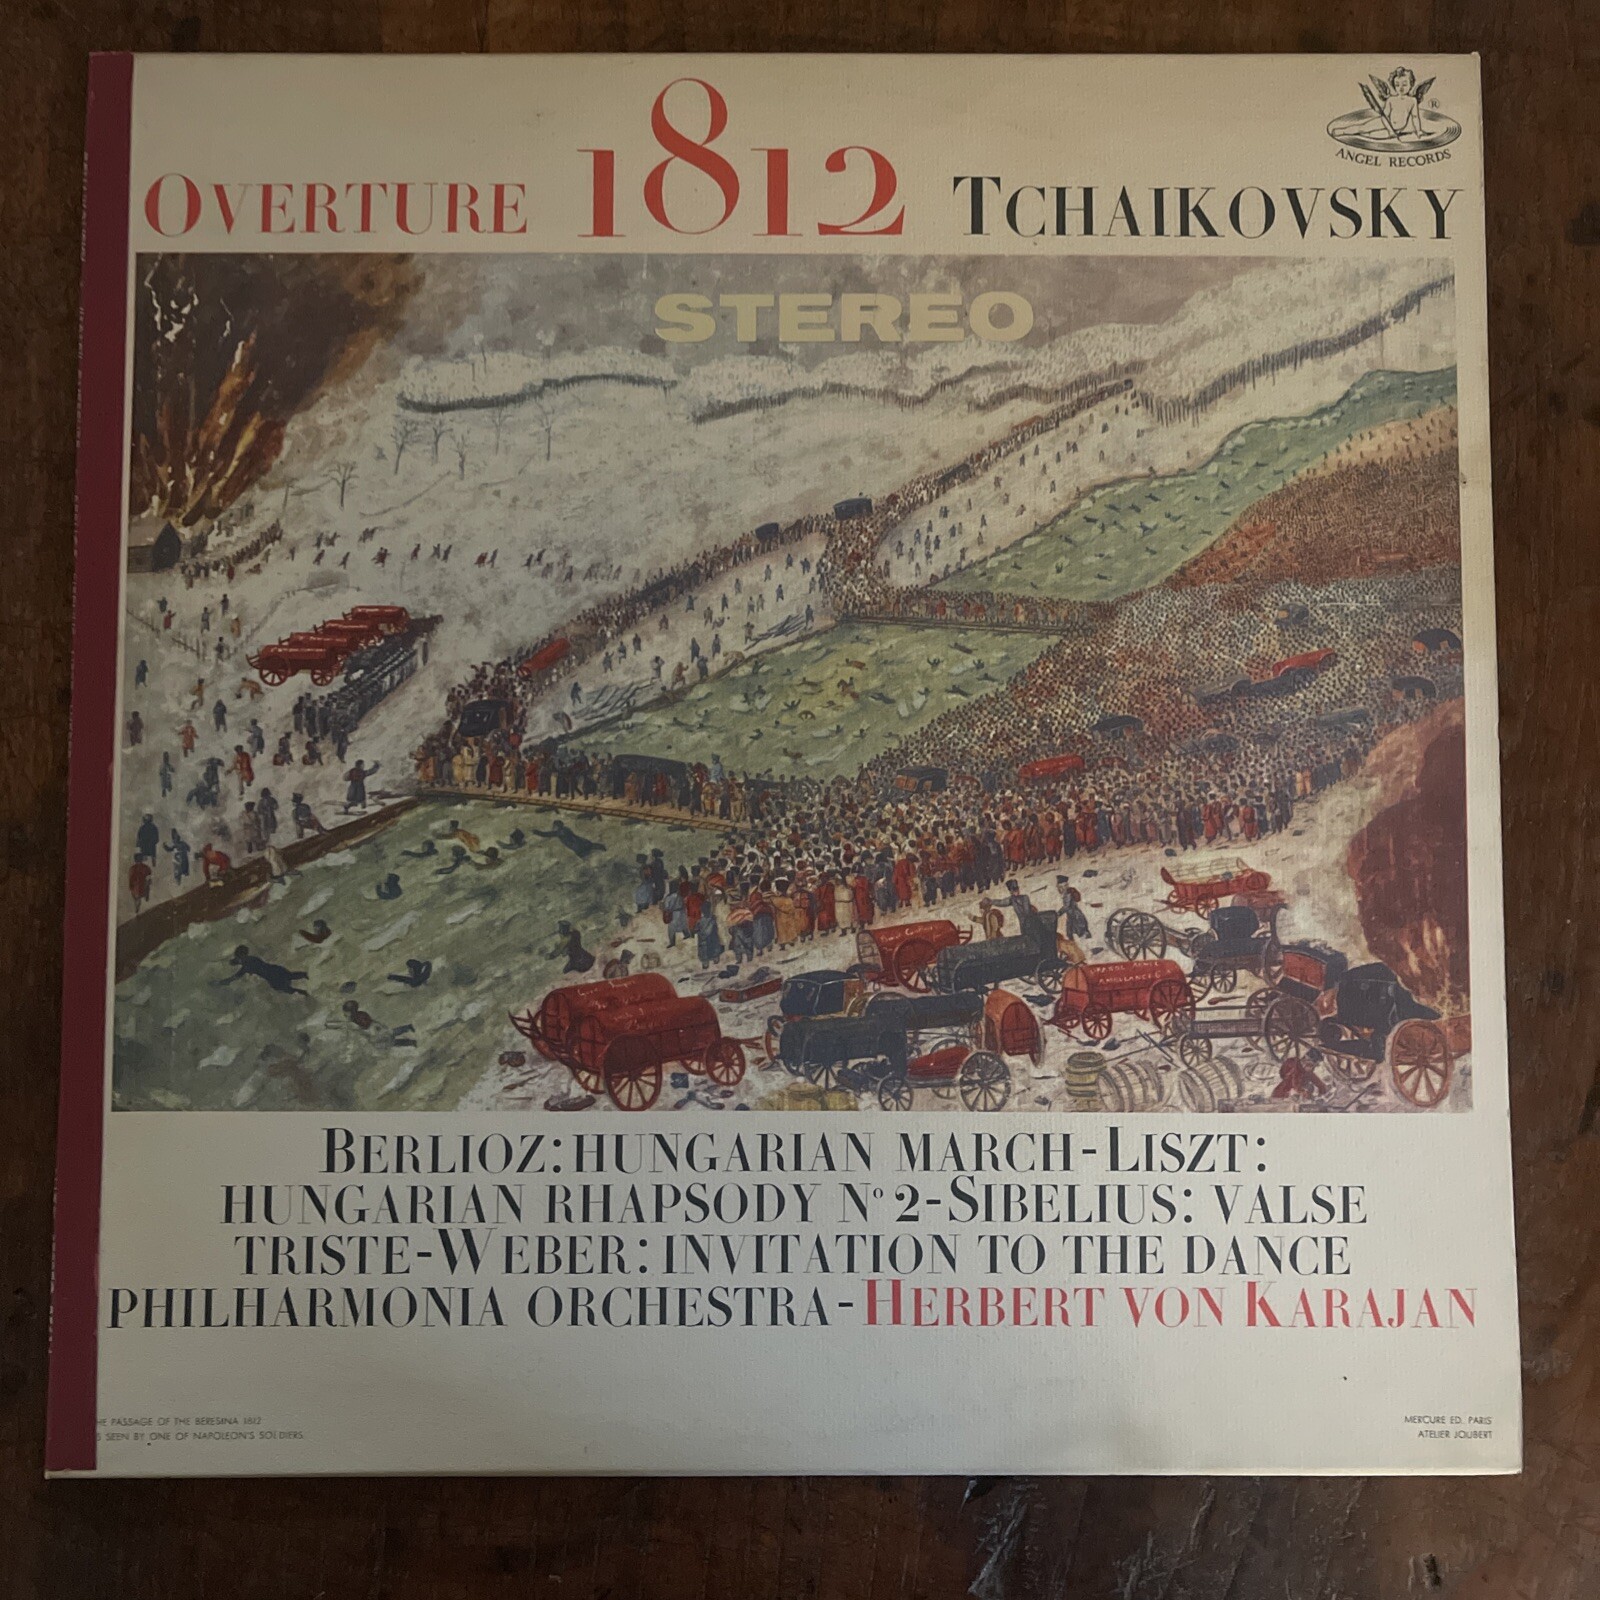 ANGEL RECORDS
®
OVERTURE 1812 TCHAIKOVSKY
STEREO
BERLIOZ: HUNGARIAN MARCH-LISZT:
HUNGARIAN RHAPSODY Nº 2-SIBELIUS: VALSE
TRISTE-WEBER: INVITATION TO THE DANCE
PHILHARMONIA ORCHESTRA-HERBERT VON KARAJAN
HE PASSAGE OF THE BERESINA 1812
S SEEN BY ONE OF NAPOLEON'S SOLDIERS
MERCURE ED. PARIS
ATELIER JOUBERT